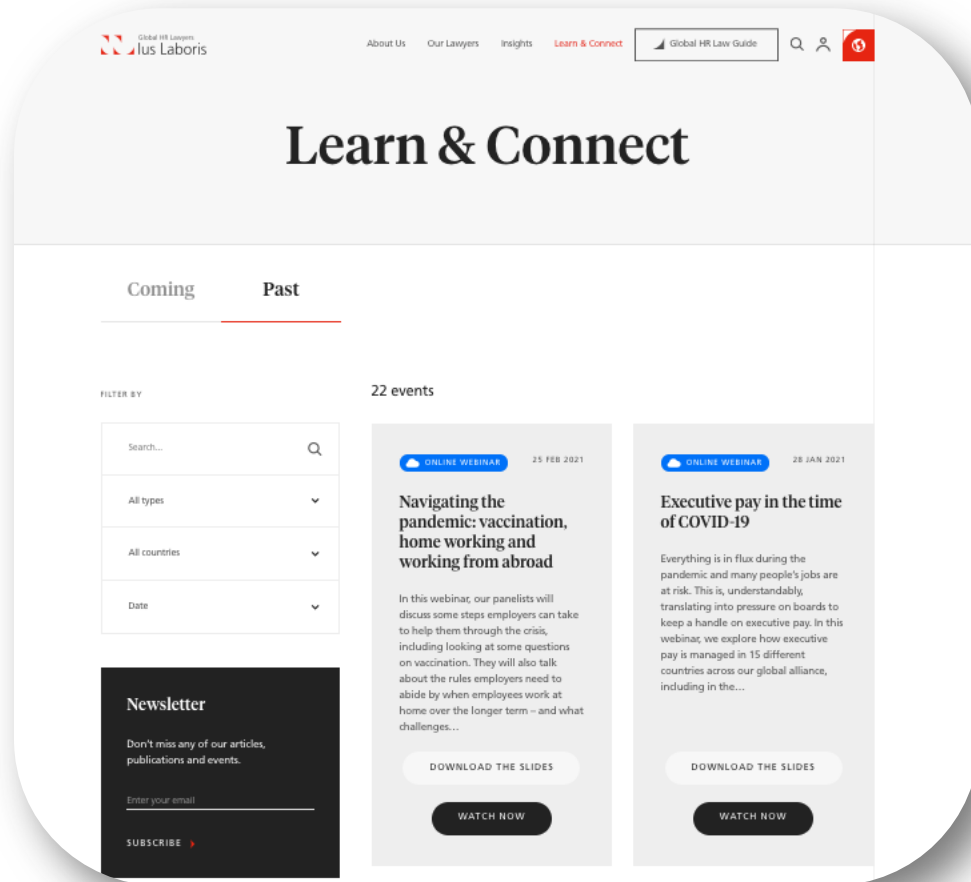 Global HR Lawyers
Ius Laboris
About Us
Our Lawyers
Insights
Learn & Connect
Global HR Law Guide
Learn & Connect
Coming
Past
FILTER BY
Search...
All types
All countries
Date
Newsletter
Don't miss any of our articles,
publications and events.
Enter your email
SUBSCRIBE
22 events
ONLINE WEBINAR
25 FEB 2021
Navigating the
pandemic: vaccination,
home working and
working from abroad
In this webinar, our panelists will
discuss some steps employers can take
to help them through the crisis,
including looking at some questions
on vaccination. They will also talk
about the rules employers need to
abide by when employees work at
home over the longer term – and what
challenges...
DOWNLOAD THE SLIDES
WATCH NOW
ONLINE WEBINAR
28 JAN 2021
Executive pay in the time
of COVID-19
Everything is in flux during the
pandemic and many people's jobs are
at risk. This is, understandably,
translating into pressure on boards to
keep a handle on executive pay. In this
webinar, we explore how executive
pay is managed in 15 different
countries across our global alliance,
including in the...
DOWNLOAD THE SLIDES
WATCH NOW